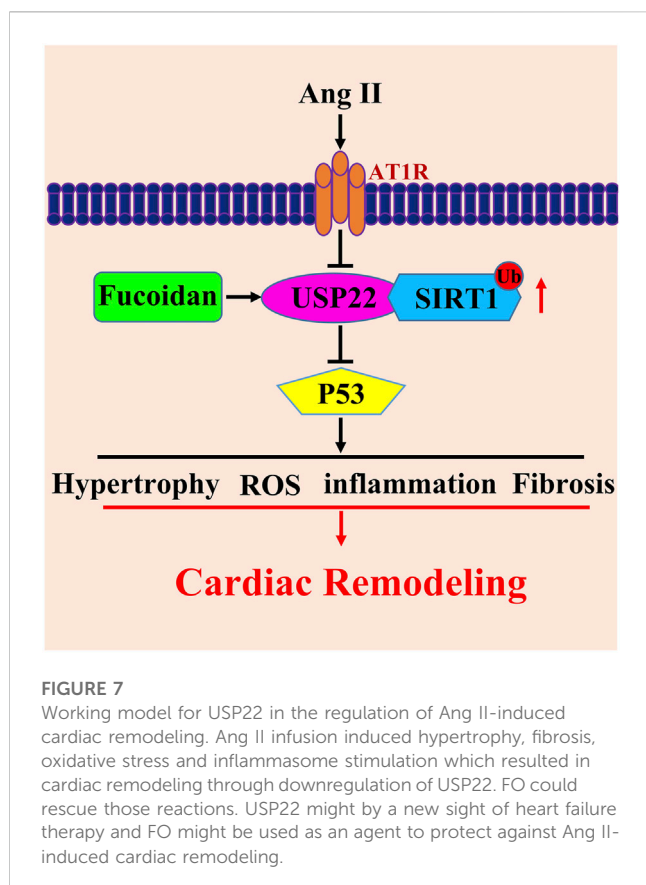 Ang II
AT1R
Fucoidan
USP22
SIRT1
Ub
P53
Hypertrophy ROS inflammation Fibrosis
Cardiac Remodeling
FIGURE 7
Working model for USP22 in the regulation of Ang II-induced
cardiac remodeling. Ang II infusion induced hypertrophy, fibrosis,
oxidative stress and inflammasome stimulation which resulted in
cardiac remodeling through downregulation of USP22. FO could
rescue those reactions. USP22 might by a new sight of heart failure
therapy and FO might be used as an agent to protect against Ang II-
induced cardiac remodeling.